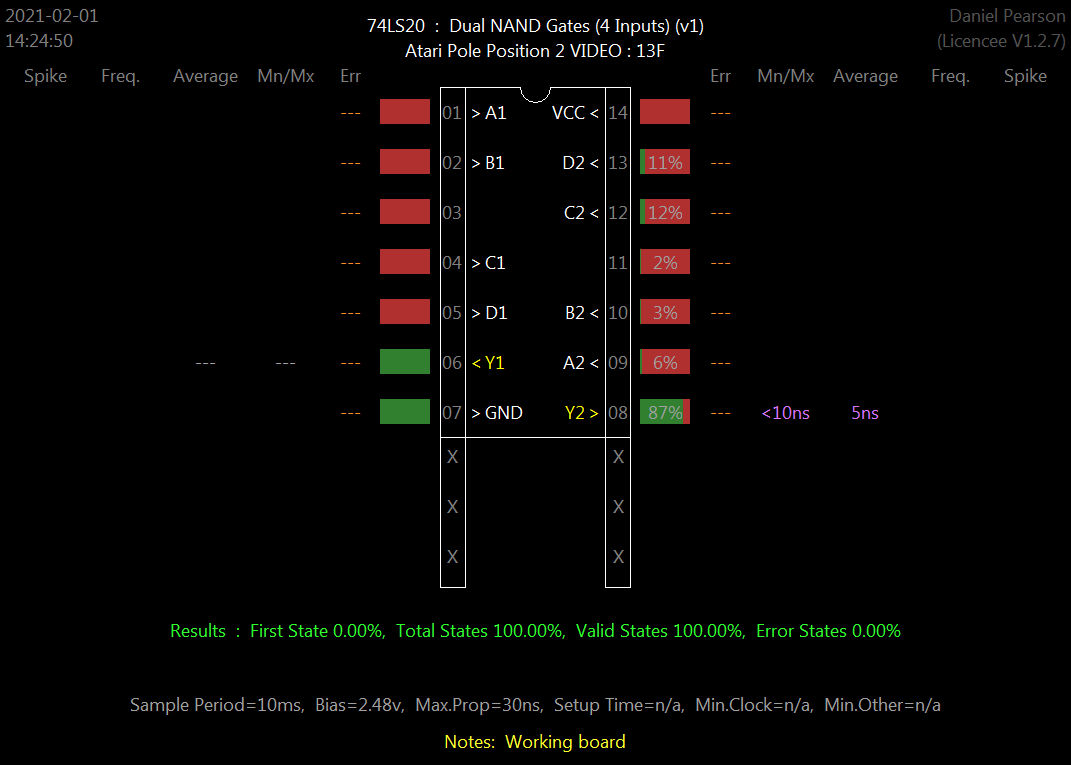 2021-02-01 74LS20 : Dual NAND Gates (4 Inputs) (v1) Daniel Pearson
14:24:50 Atari Pole Position 2 VIDEO : 13F (Licencee V1.2.7)
Spike Freq. Average Mn/Mx Err Err Mn/Mx Average Freq. Spike
--- 01 > A1 VCC < 14 ---
--- 02 > B1 D2 < 13 11% ---
--- 03 C2 < 12 12% ---
--- 04 > C1 11 2% ---
--- 05 > D1 B2 < 10 3% ---
--- --- --- 06 < Y1 A2 < 09 6% ---
--- 07 > GND Y2 > 08 87% --- <10ns 5ns
X X
X X
X X
Results : First State 0.00%, Total States 100.00%, Valid States 100.00%, Error States 0.00%
Sample Period=10ms, Bias=2.48v, Max.Prop=30ns, Setup Time=n/a, Min.Clock=n/a, Min.Other=n/a
Notes: Working board